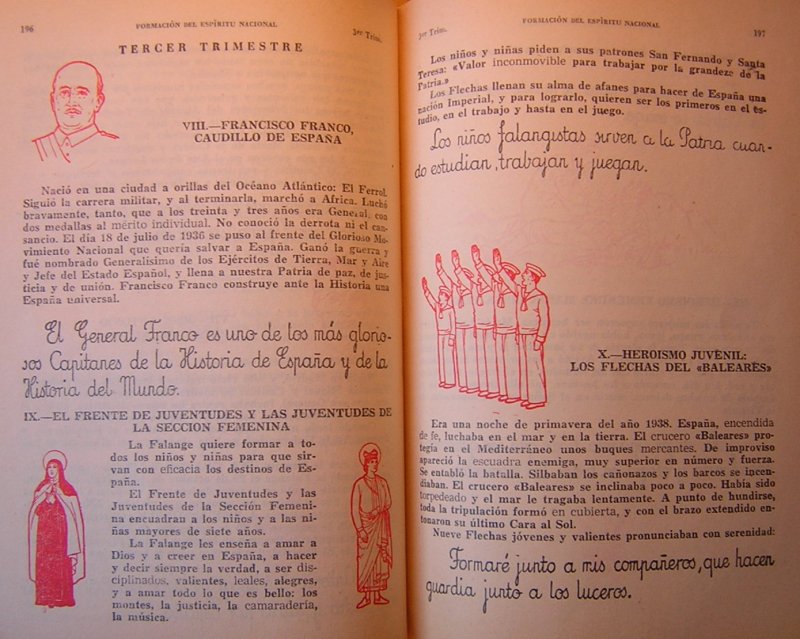 196
FORMACIÓN DEL ESPÍRITU NACIONAL
3er Trim.
TERCER TRIMESTRE
VIII.—FRANCISCO FRANCO,
CAUDILLO DE ESPAÑA
Nació en una ciudad a orillas del Océano Atlántico: El Ferrol.
Siguió la carrera militar, y al terminarla, marchó a Africa. Luchó
bravamente, tanto, que a los treinta y tres años era General, con
dos medallas al mérito individual. No conoció la derrota ni el can-
sancio. El día 18 de julio de 1936 se puso al frente del Glorioso Mo-
vimiento Nacional que quería salvar a España. Ganó la guerra y
fué nombrado Generalísimo de los Ejércitos de Tierra, Mar y Aire
y Jefe del Estado Español, y llena a nuestra Patria de paz, de jus-
ticia y de unión. Francisco Franco construye ante la Historia una
España universal.
El General Franco es uno de los más glorio-
sos Capitanes de la Historia de España y de la
Historia del Mundo.
IX.—EL FRENTE DE JUVENTUDES Y LAS JUVENTUDES DE
LA SECCION FEMENINA
La Falange quiere formar a to-
dos los niños y niñas para que sir-
van con eficacia los destinos de Es-
paña.
El Frente de Juventudes y las
Juventudes de la Sección Femeni-
na encuadran a los niños y a las ni-
ñas mayores de siete años.
La Falange les enseña a amar a
Dios y a creer en España, a hacer
y decir siempre la verdad, a ser dis-
ciplinados, valientes, leales, alegres,
y a amar todo lo que es bello: los
montes, la justicia, la camaradería,
la música.
3er Trim.
FORMACIÓN DEL ESPÍRITU NACIONAL
197
Los niños y niñas piden a sus patrones San Fernando y Santa
Teresa: «Valor inconmovible para trabajar por la grandeza de la
Patria.»
Los Flechas llenan su alma de afanes para hacer de España una
nación Imperial, y para lograrlo, quieren ser los primeros en el es-
tudio, en el trabajo y hasta en el juego.
Los niños falangistas sirven a la Patria cuan-
do estudian, trabajan y juegan.
X.—HEROISMO JUVENIL:
LOS FLECHAS DEL «BALEARES»
Era una noche de primavera del año 1938. España, encendida
de fe, luchaba en el mar y en la tierra. El crucero «Baleares» pro-
tegía en el Mediterráneo unos buques mercantes. De improviso
apareció la escuadra enemiga, muy superior en número y fuerza.
Se entabló la batalla. Silbaban los cañonazos y los barcos se incen-
diaban. El crucero «Baleares» se inclinaba poco a poco. Había sido
torpedeado y el mar le tragaba lentamente. A punto de hundirse,
toda la tripulación formó en cubierta, y con el brazo extendido en-
tonaron su último Cara al Sol.
Nueve Flechas jóvenes y valientes pronunciaban con serenidad:
Formaré junto a mis compañeros, que hacen
guardia junto a los luceros.